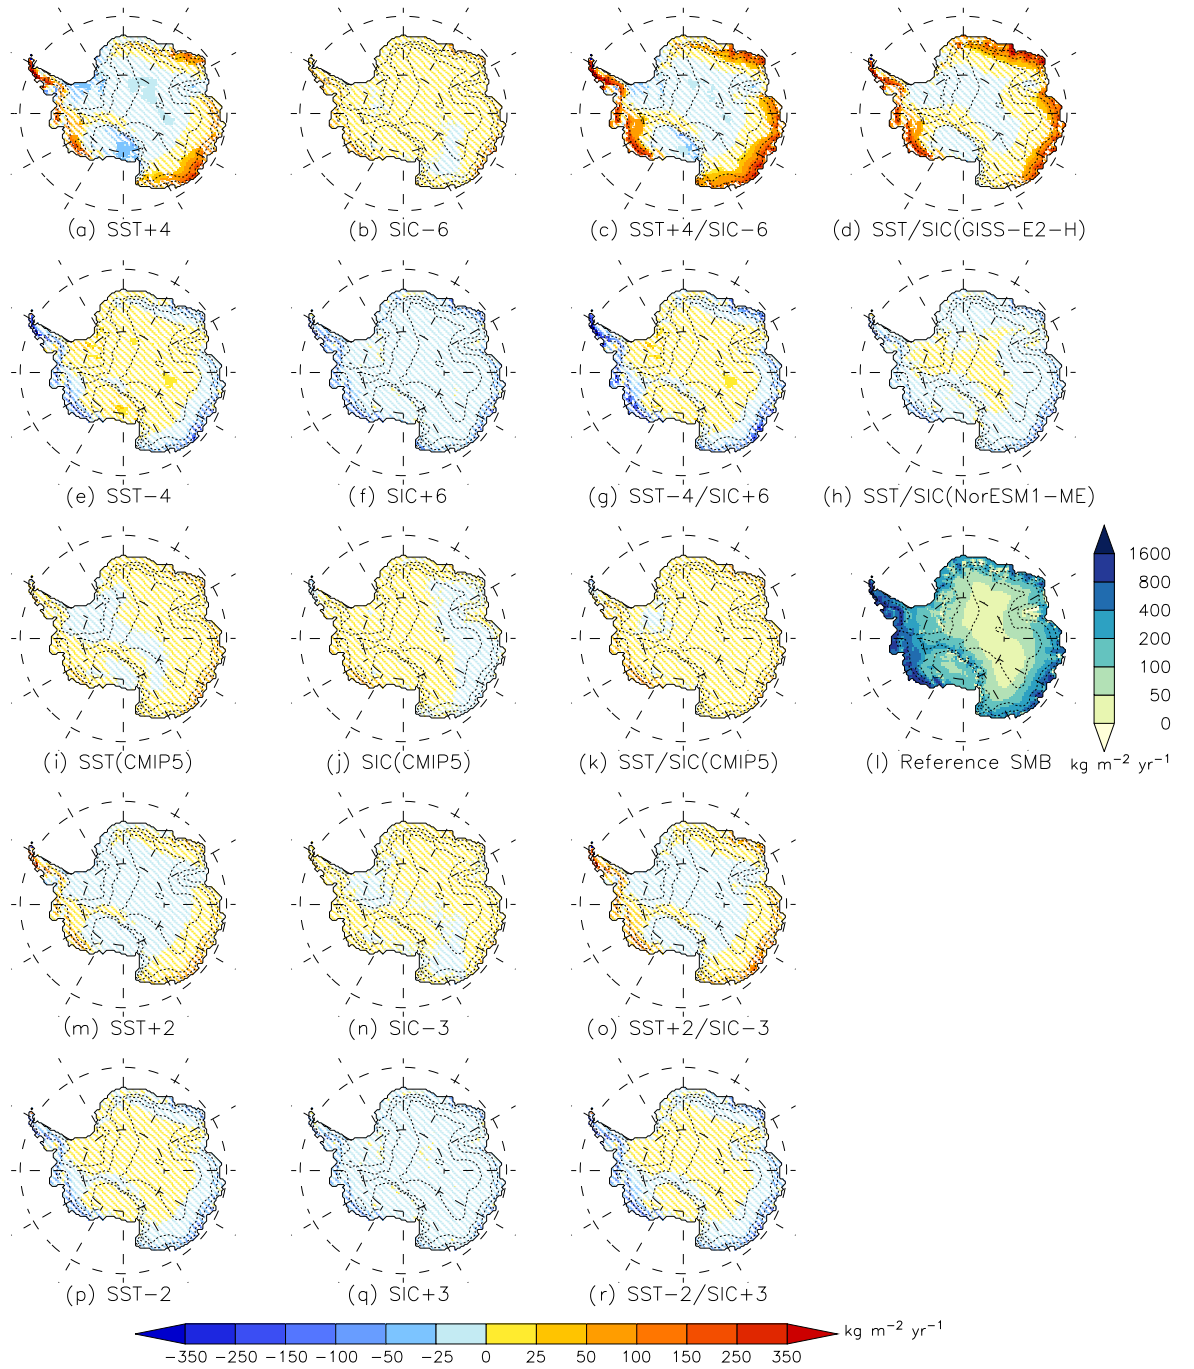 (a) SST+4
(b) SIC−6
(c) SST+4/SIC−6
(d) SST/SIC(GISS−E2−H)
(e) SST−4
(f) SIC+6
(g) SST−4/SIC+6
(h) SST/SIC(NorESM1−ME)
1600
800
400
200
100
50
0
(i) SST(CMIP5)
(j) SIC(CMIP5)
(k) SST/SIC(CMIP5)
(l) Reference SMB
kg m−2 yr−1
(m) SST+2
(n) SIC−3
(o) SST+2/SIC−3
(p) SST−2
(q) SIC+3
(r) SST−2/SIC+3
kg m−2 yr−1
−350 −250 −150 −100 −50 −25 0 25 50 100 150 250 350